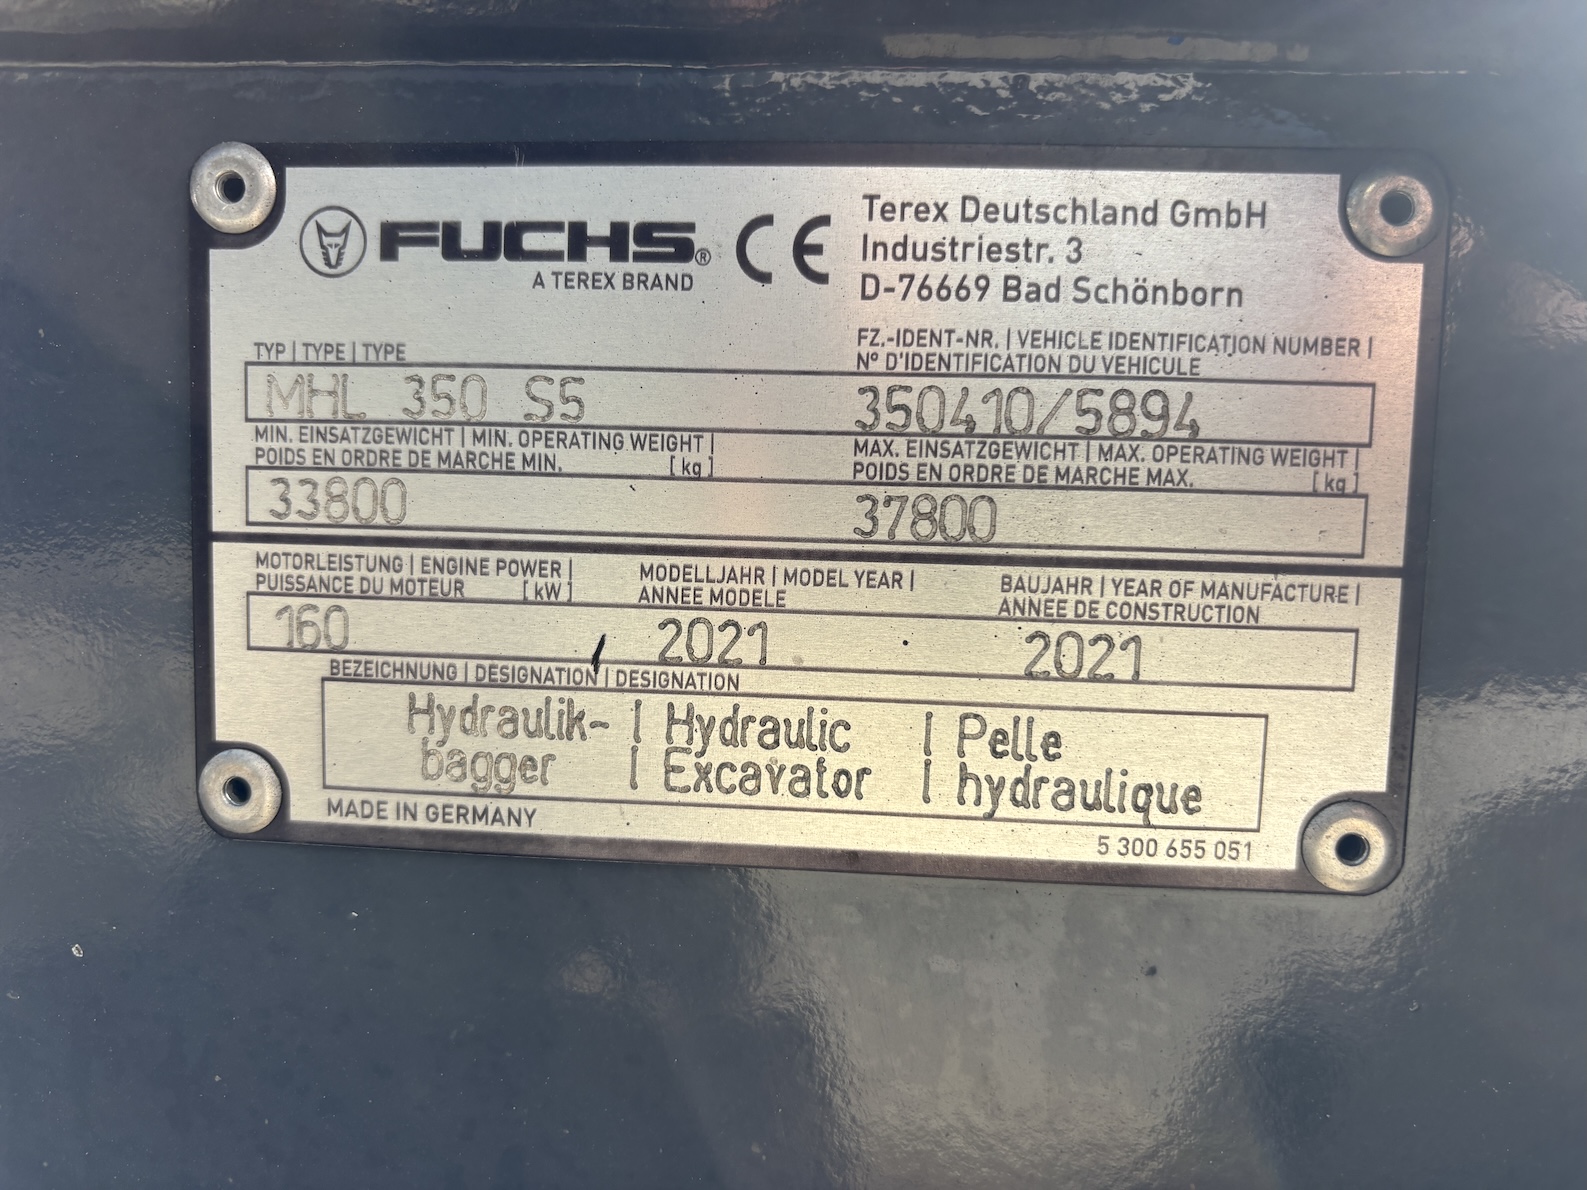 FUCHS®
A TEREX BRAND
CE
Terex Deutschland GmbH
Industriestr. 3
D-76669 Bad Schönborn
TYP | TYPE | TYPE
MHL 350 S5
FZ.-IDENT-NR. | VEHICLE IDENTIFICATION NUMBER |
N° D'IDENTIFICATION DU VEHICULE
350410/5894
MIN. EINSATZGEWICHT | MIN. OPERATING WEIGHT |
POIDS EN ORDRE DE MARCHE MIN. [kg]
33800
MAX. EINSATZGEWICHT | MAX. OPERATING WEIGHT |
POIDS EN ORDRE DE MARCHE MAX. [kg]
37800
MOTORLEISTUNG | ENGINE POWER |
PUISSANCE DU MOTEUR [kW]
160
MODELLJAHR | MODEL YEAR |
ANNEE MODELE
2021
BAUJAHR | YEAR OF MANUFACTURE |
ANNEE DE CONSTRUCTION
2021
BEZEICHNUNG | DESIGNATION | DESIGNATION
Hydraulik- | Hydraulic | Pelle
bagger | Excavator | hydraulique
MADE IN GERMANY
5 300 655 051